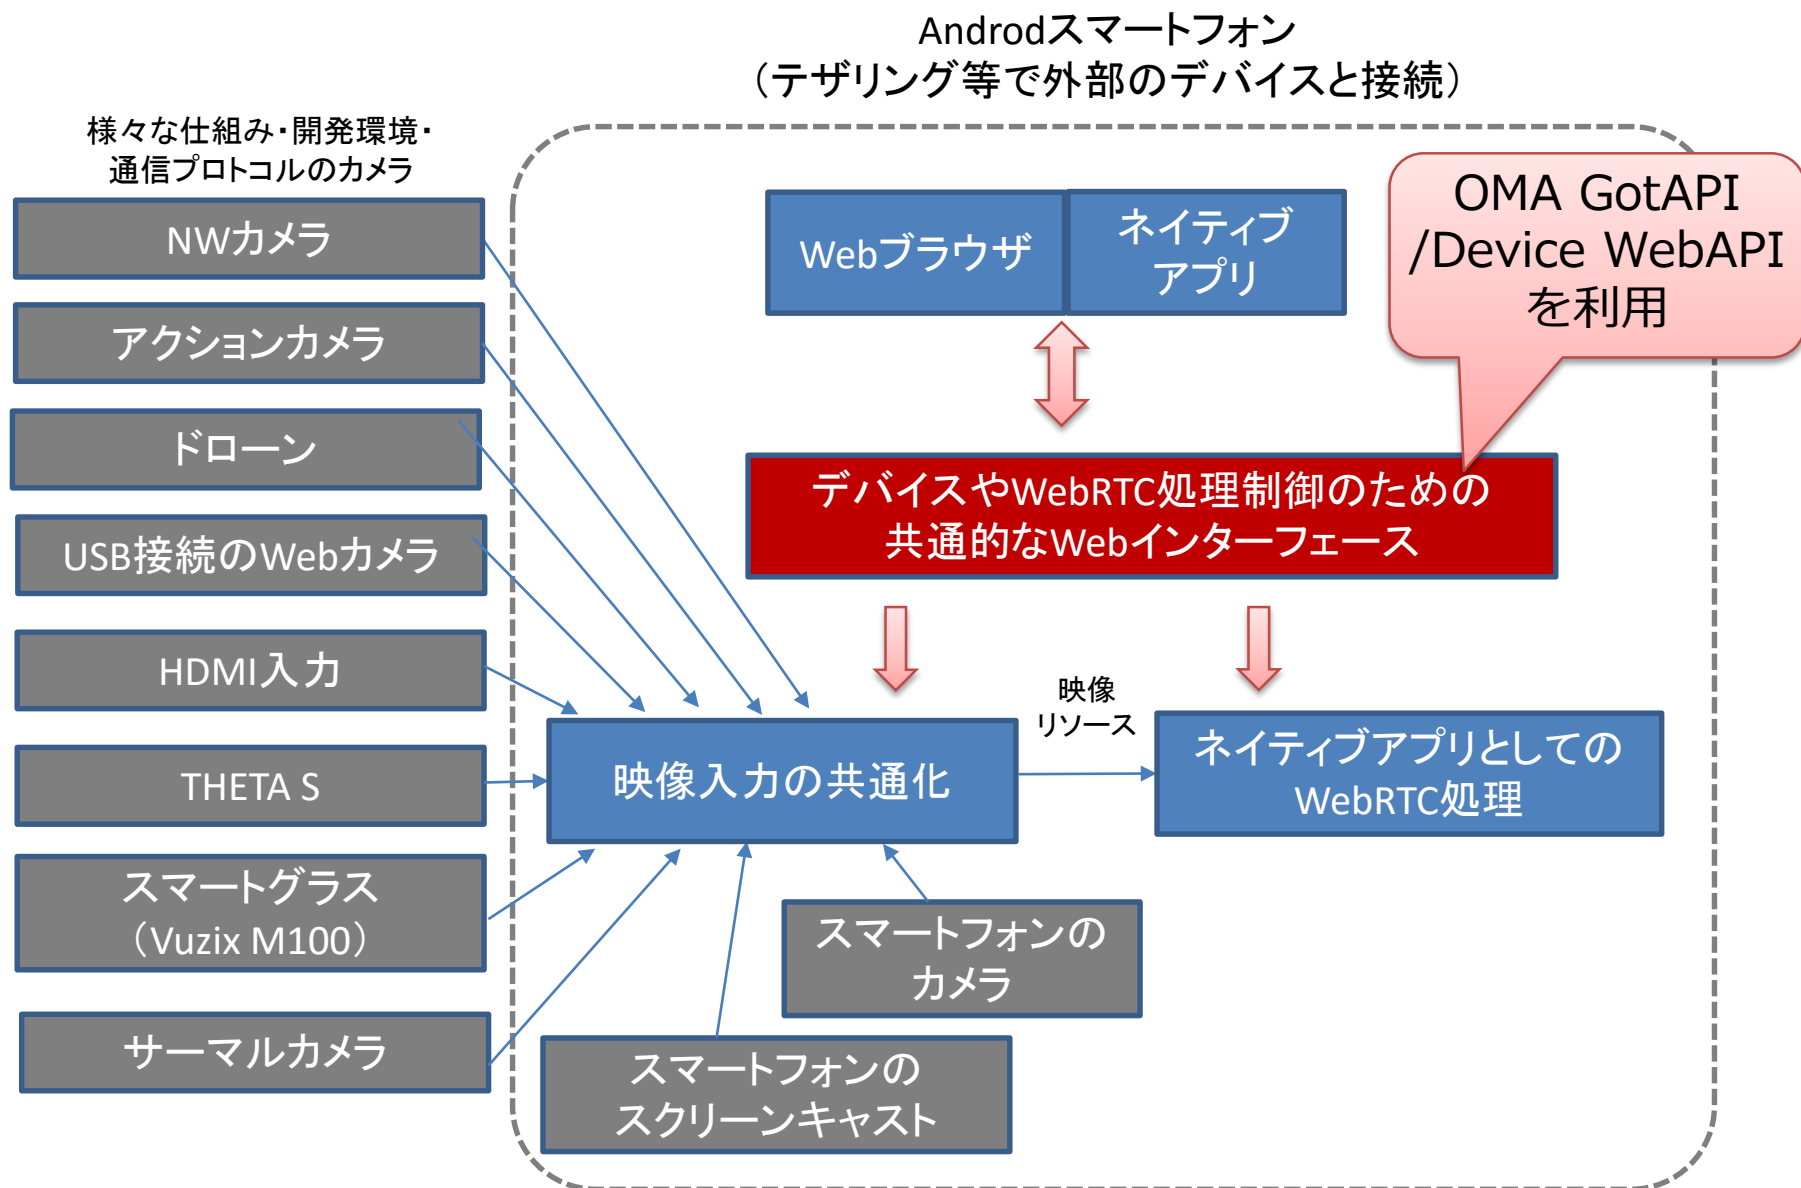 Androdスマートフォン
（テザリング等で外部のデバイスと接続）
様々な仕組み・開発環境・
通信プロトコルのカメラ
NWカメラ
アクションカメラ
ドローン
USB接続のWebカメラ
HDMI入力
THETA S
スマートグラス
（Vuzix M100）
サーマルカメラ
Webブラウザ
ネイティブ
アプリ
OMA GotAPI
/Device WebAPI
を利用
デバイスやWebRTC処理制御のための
共通的なWebインターフェース
映像
リソース
映像入力の共通化
ネイティブアプリとしての
WebRTC処理
スマートフォンの
カメラ
スマートフォンの
スクリーンキャスト